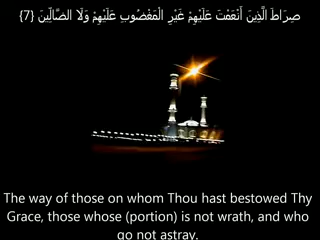 صِرَاطَ الَّذِينَ أَنْعَمْتَ عَلَيْهِمْ غَيْرِ الْمَغْضُوبِ عَلَيْهِمْ وَلَا الضَّالِّينَ {7}
The way of those on whom Thou hast bestowed Thy
Grace, those whose (portion) is not wrath, and who
go not astray.